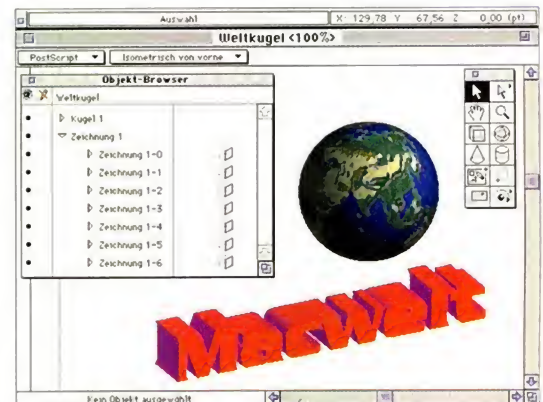 Auswahl X: 129,78 Y 67,56 Z 0,00 (pt)
Weltkugel <100%>
PostScript Isometrisch von vorne
Objekt-Browser
Weltkugel
Kugel 1
Zeichnung 1
Zeichnung 1-0
Zeichnung 1-1
Zeichnung 1-2
Zeichnung 1-3
Zeichnung 1-4
Zeichnung 1-5
Zeichnung 1-6
Macwelt
Kein Objekt ausgewählt